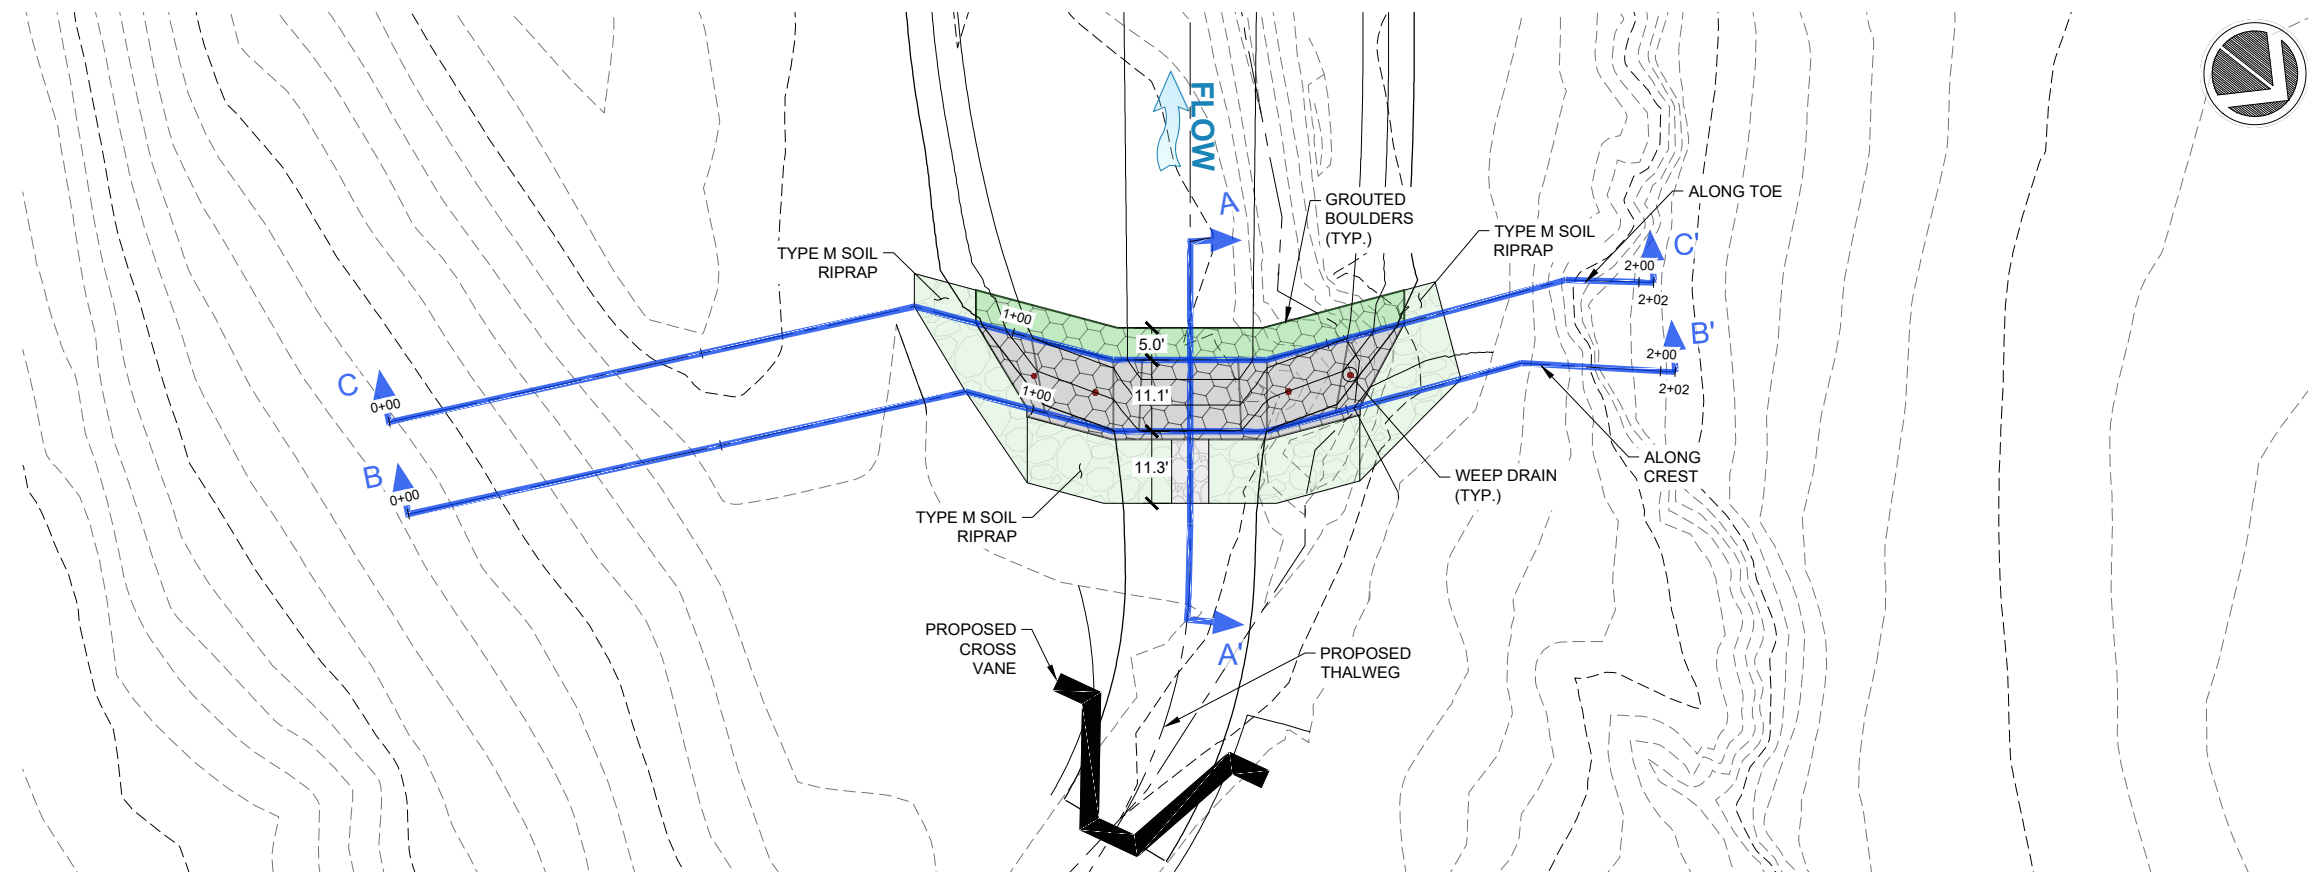 FLOW
A
GROUTED
BOULDERS
(TYP.)
ALONG TOE
TYPE M SOIL
RIPRAP
TYPE M SOIL
RIPRAP
C'
2+00
2+02
1+00
5.0'
B'
2+00
2+02
C
0+00
1+00
11.1'
B
0+00
11.3'
ALONG
CREST
WEEP DRAIN
(TYP.)
TYPE M SOIL
RIPRAP
PROPOSED
CROSS
VANE
A'
PROPOSED
THALWEG